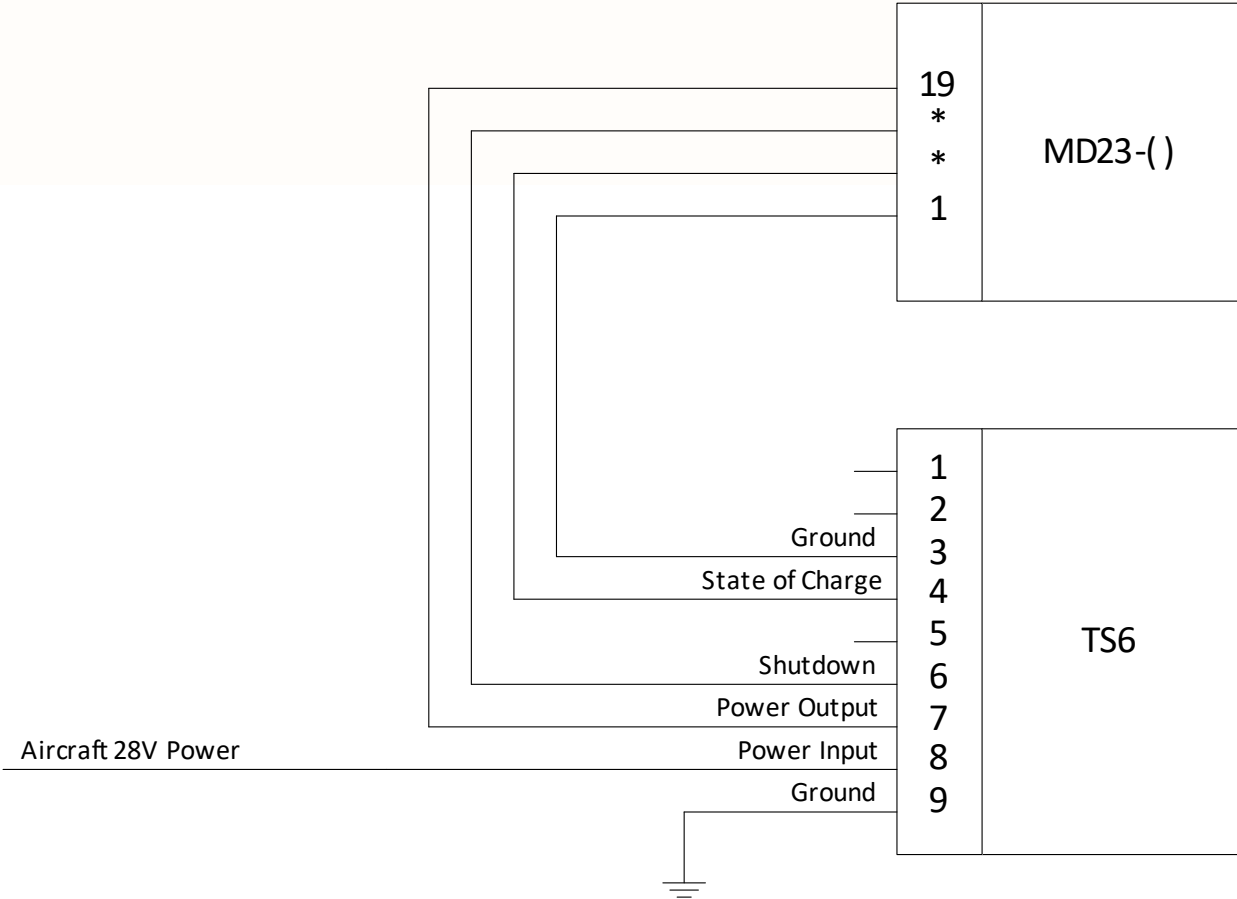 19
*
*
1
MD23-( )
1
2
Ground 3
State of Charge 4
5
TS6
Shutdown 6
Power Output 7
Aircraft 28V Power Power Input 8
Ground 9